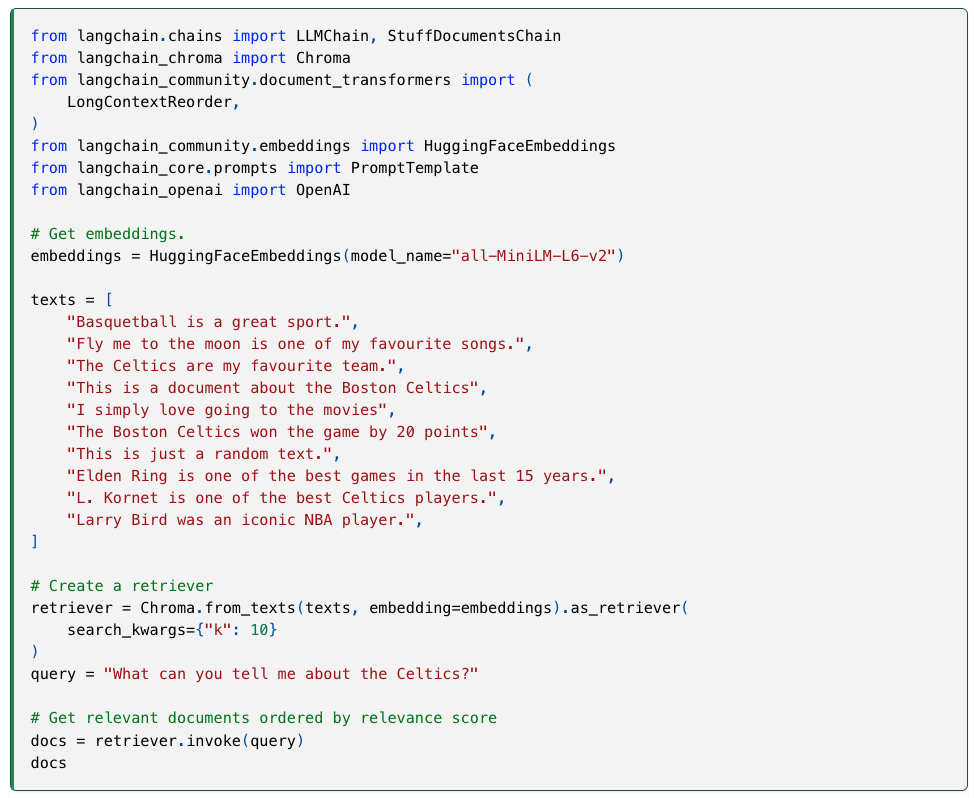 from langchain.chains import LLMChain, StuffDocumentsChain
from langchain_chroma import Chroma
from langchain_community.document_transformers import (
    LongContextReorder,
)
from langchain_community.embeddings import HuggingFaceEmbeddings
from langchain_core.prompts import PromptTemplate
from langchain_openai import OpenAI

# Get embeddings.
embeddings = HuggingFaceEmbeddings(model_name="all-MiniLM-L6-v2")

texts = [
    "Basquetball is a great sport.",
    "Fly me to the moon is one of my favourite songs.",
    "The Celtics are my favourite team.",
    "This is a document about the Boston Celtics",
    "I simply love going to the movies",
    "The Boston Celtics won the game by 20 points",
    "This is just a random text.",
    "Elden Ring is one of the best games in the last 15 years.",
    "L. Kornet is one of the best Celtics players.",
    "Larry Bird was an iconic NBA player.",
]

# Create a retriever
retriever = Chroma.from_texts(texts, embedding=embeddings).as_retriever(
    search_kwargs={"k": 10}
)
query = "What can you tell me about the Celtics?"

# Get relevant documents ordered by relevance score
docs = retriever.invoke(query)
docs